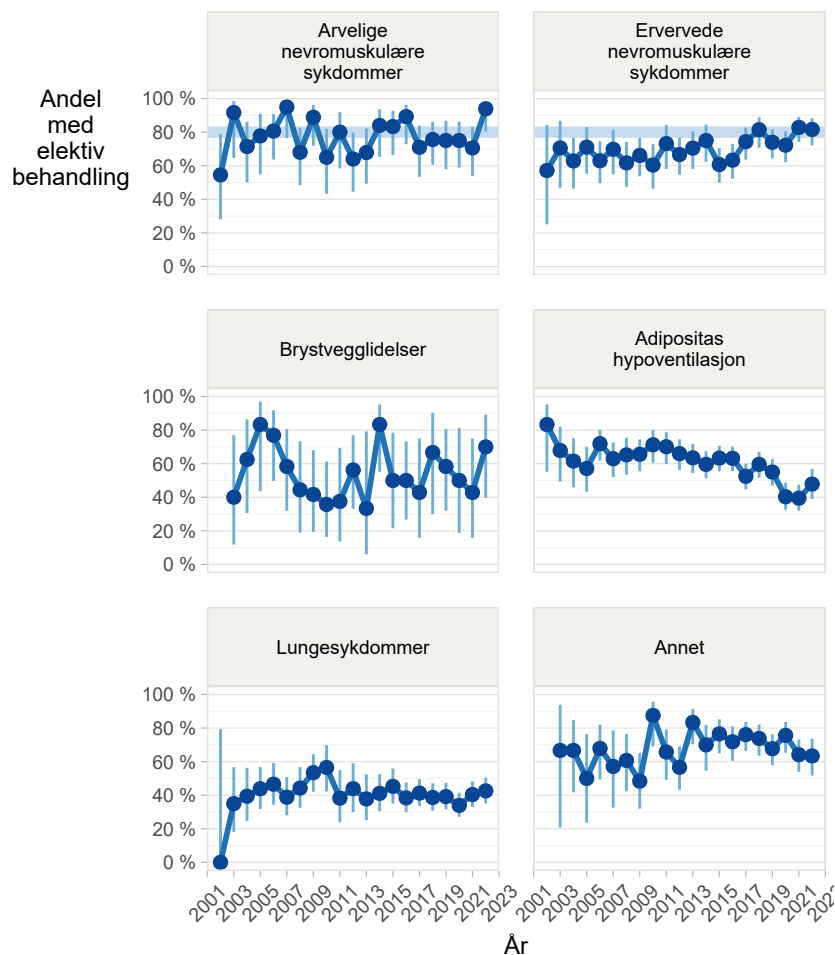 Andel
med
elektiv
behandling
Arvelige
nevromuskulære
sykdommer
Ervervede
nevromuskulære
sykdommer
100 %
80 %
60 %
40 %
20 %
0 %
Brystvegglidelser
Adipositas
hypoventilasjon
100 %
80 %
60 %
40 %
20 %
0 %
Lungesykdommer
Annet
100 %
80 %
60 %
40 %
20 %
0 %
2001 2003 2005 2007 2009 2011 2013 2015 2017 2019 2021 2023
2001 2003 2005 2007 2009 2011 2013 2015 2017 2019 2021
År